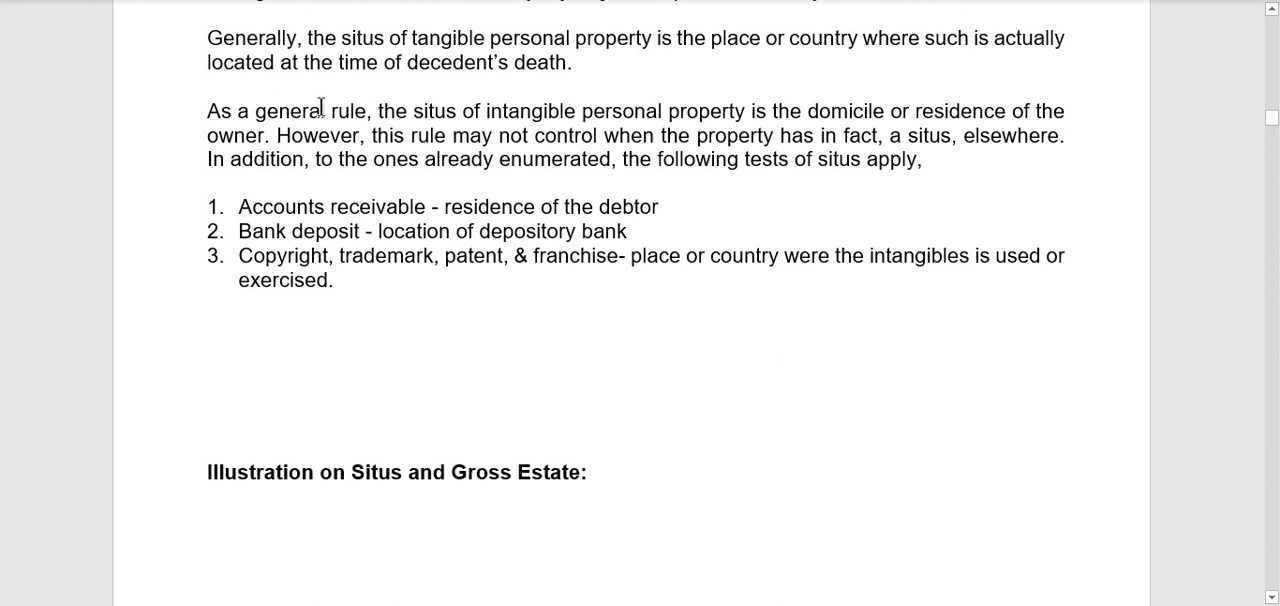 Generally, the situs of tangible personal property is the place or country where such is actually
located at the time of decedent’s death.
As a general rule, the situs of intangible personal property is the domicile or residence of the
owner. However, this rule may not control when the property has in fact, a situs, elsewhere.
In addition, to the ones already enumerated, the following tests of situs apply,
1. Accounts receivable - residence of the debtor
2. Bank deposit - location of depository bank
3. Copyright, trademark, patent, & franchise- place or country were the intangibles is used or
exercised.
Illustration on Situs and Gross Estate: